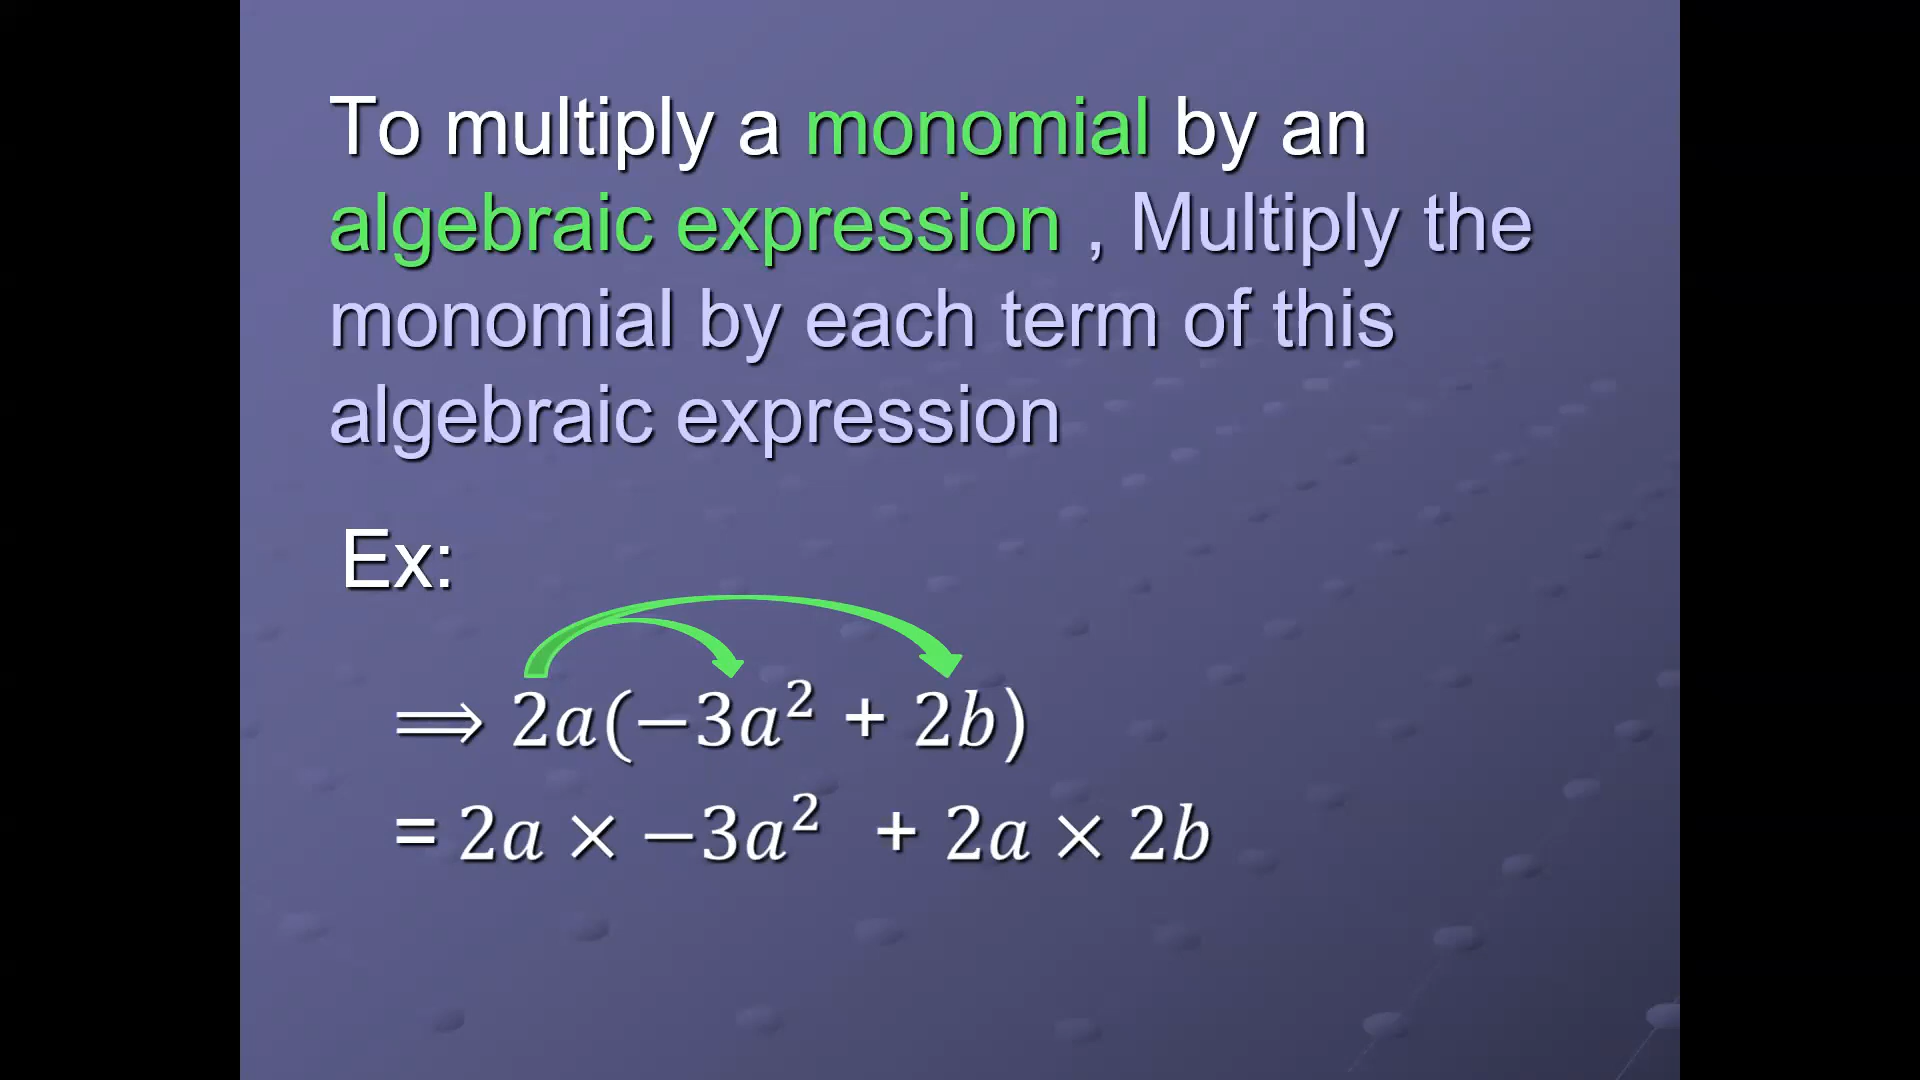 To multiply a monomial by an
algebraic expression , Multiply the
monomial by each term of this
algebraic expression
Ex:
⟹ 2𝑎(−3𝑎² + 2𝑏)
= 2𝑎 × −3𝑎² + 2𝑎 × 2𝑏